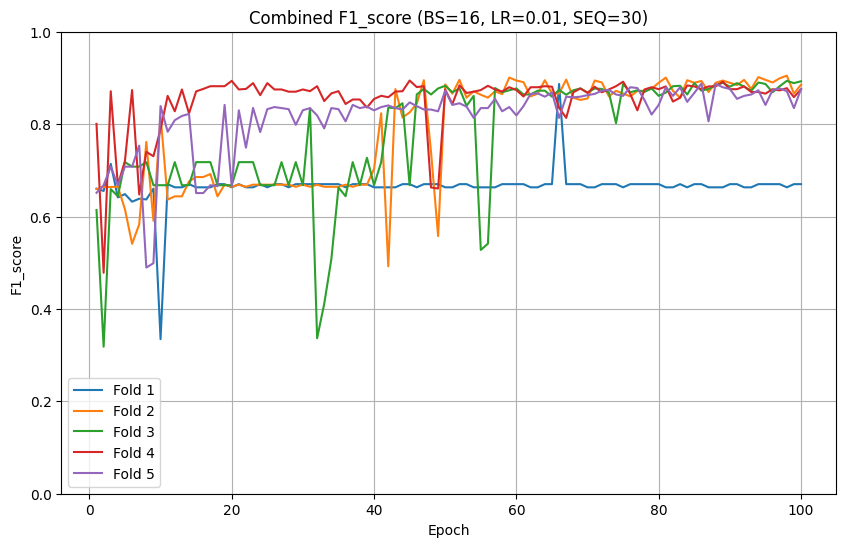 Combined F1_score (BS=16, LR=0.01, SEQ=30)
F1_score
1.0
0.8
0.6
0.4
0.2
0.0
Fold 1
Fold 2
Fold 3
Fold 4
Fold 5
0 20 40 60 80 100
Epoch